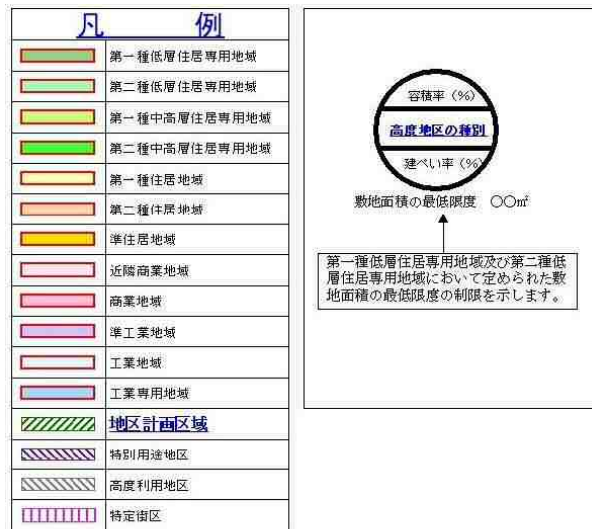 凡 例
第一種低層住居専用地域
第二種低層住居専用地域
第一種中高層住居専用地域
第二種中高層住居専用地域
第一種住居地域
第二種住居地域
準住居地域
近隣商業地域
商業地域
準工業地域
工業地域
工業専用地域
地区計画区域
特別用途地区
高度利用地区
特定街区
容積率（%）
高度地区の種別
建ぺい率（%）
敷地面積の最低限度 〇〇㎡
第一種低層住居専用地域及び第二種低
層住居専用地域において定められた敷
地面積の最低限度の制限を示します。